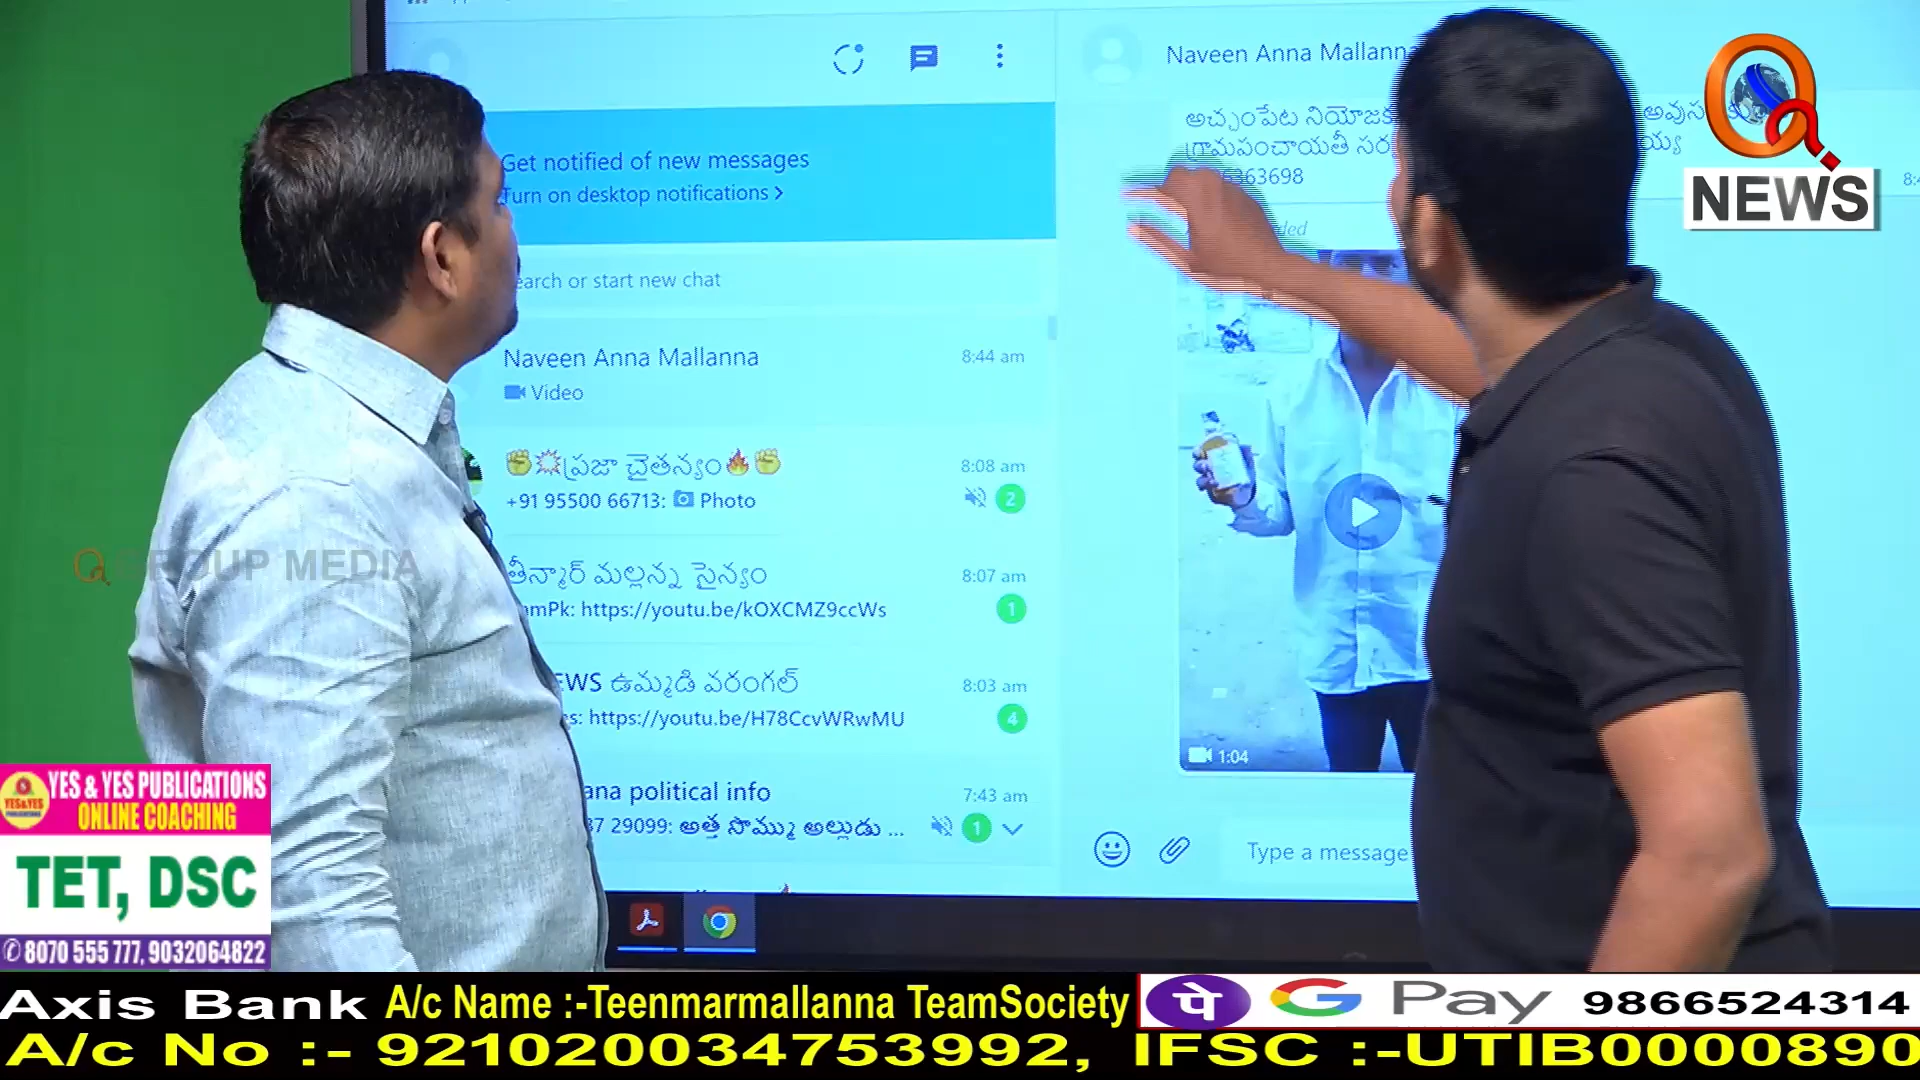 Naveen Anna Mallanna
Get notified of new messages
Turn on desktop notifications >
earch or start new chat
Naveen Anna Mallanna
8:44 am
Video
✊💥ప్రజా చైతన్యం🔥✊
8:08 am
+91 95500 66713: Photo
2
తీన్మార్ మల్లన్న సైన్యం
8:07 am
mPk: https://youtu.be/kOXCMZ9ccWs
1
EWS ఉమ్మడి వరంగల్
8:03 am
s: https://youtu.be/H78CcvWRwMU
4
ana political info
7:43 am
37 29099: అత్త సొమ్ము అల్లుడు ...
1
అచ్చంపేట
గ్రామపంచాయతీ
363698
1:04
Type a message
Q NEWS
Q GROUP MEDIA
YES & YES PUBLICATIONS
ONLINE COACHING
YES&YES
TET, DSC
✆ 8070 555 777, 9032064822
Axis Bank A/c Name :-Teenmarmallanna TeamSociety
पे G Pay 9866524314
A/c No :- 921020034753992, IFSC :-UTIB0000890